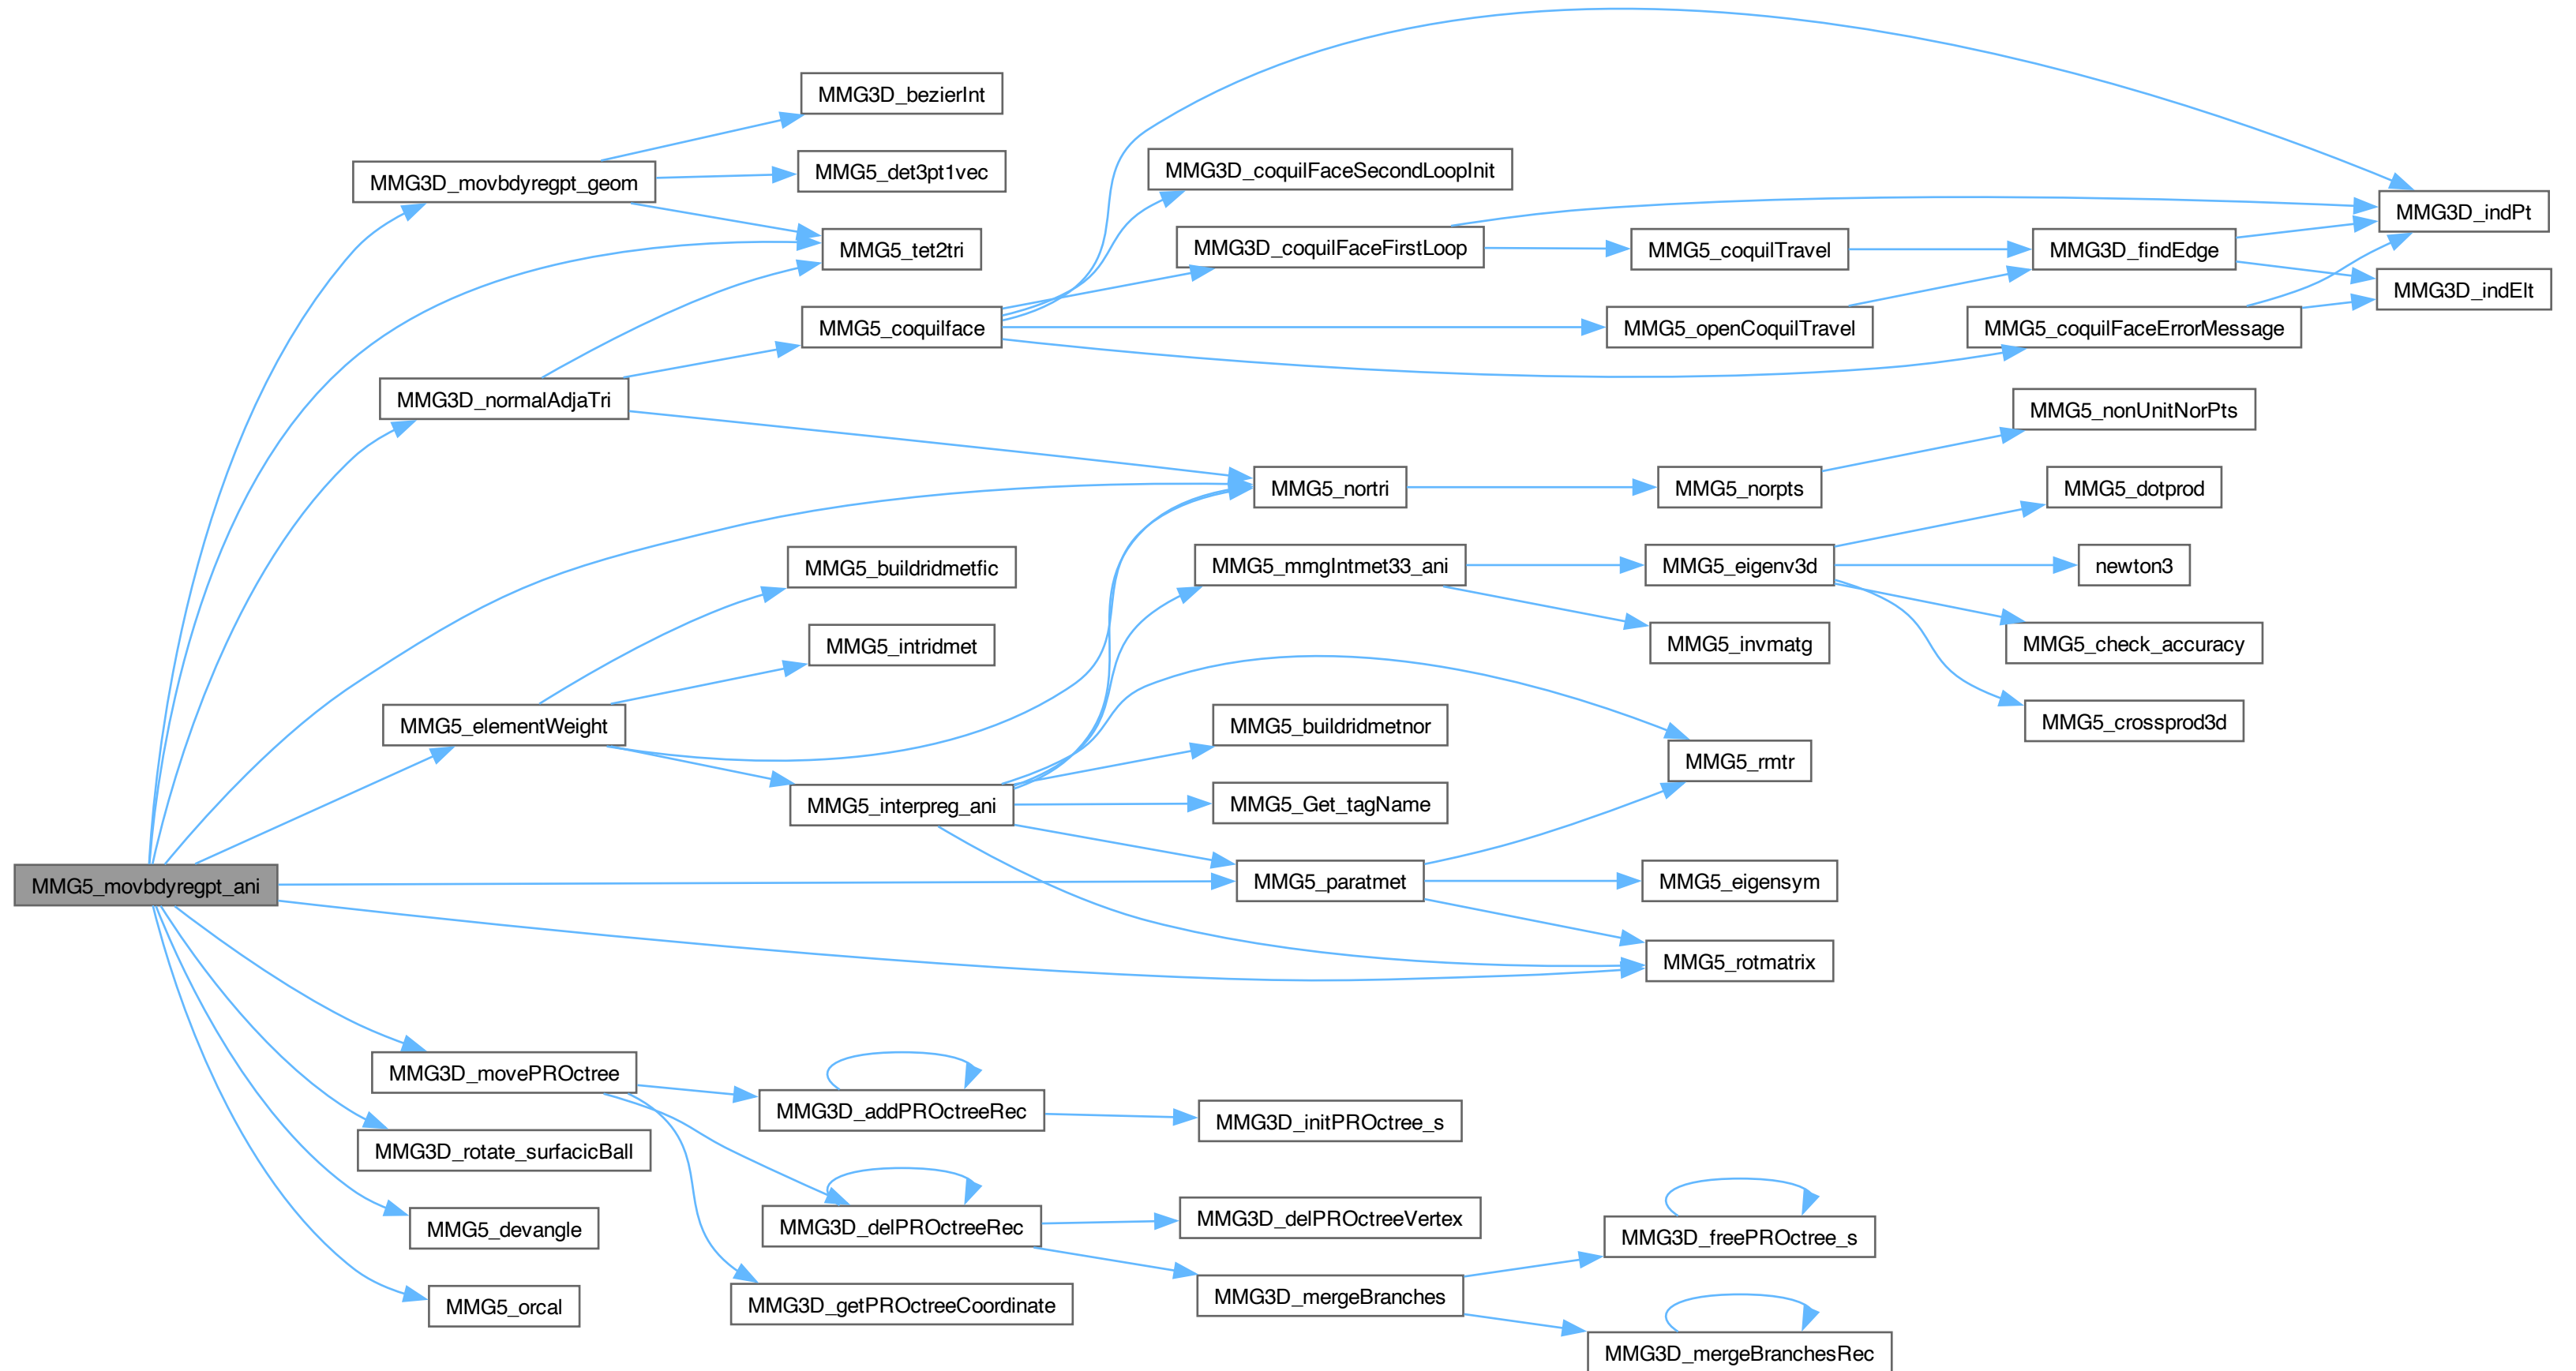 MMG3D_bezierInt
MMG3D_movbdyregpt_geom
MMG5_det3pt1vec
MMG3D_coquilFaceSecondLoopInit
MMG3D_indPt
MMG5_tet2tri
MMG3D_coquilFaceFirstLoop
MMG5_coquilTravel
MMG3D_findEdge
MMG3D_indElt
MMG5_coquilface
MMG5_openCoquilTravel
MMG5_coquilFaceErrorMessage
MMG3D_normalAdjaTri
MMG5_nonUnitNorPts
MMG5_nortri
MMG5_norpts
MMG5_dotprod
MMG5_buildridmetfic
MMG5_mmgIntmet33_ani
MMG5_eigenv3d
newton3
MMG5_intridmet
MMG5_invmatg
MMG5_check_accuracy
MMG5_elementWeight
MMG5_buildridmetnor
MMG5_crossprod3d
MMG5_rmtr
MMG5_interpreg_ani
MMG5_Get_tagName
MMG5_movbdyregpt_ani
MMG5_paratmet
MMG5_eigensym
MMG5_rotmatrix
MMG3D_movePROctree
MMG3D_addPROctreeRec
MMG3D_initPROctree_s
MMG3D_rotate_surfacicBall
MMG5_devangle
MMG3D_delPROctreeRec
MMG3D_delPROctreeVertex
MMG3D_freePROctree_s
MMG5_orcal
MMG3D_getPROctreeCoordinate
MMG3D_mergeBranches
MMG3D_mergeBranchesRec